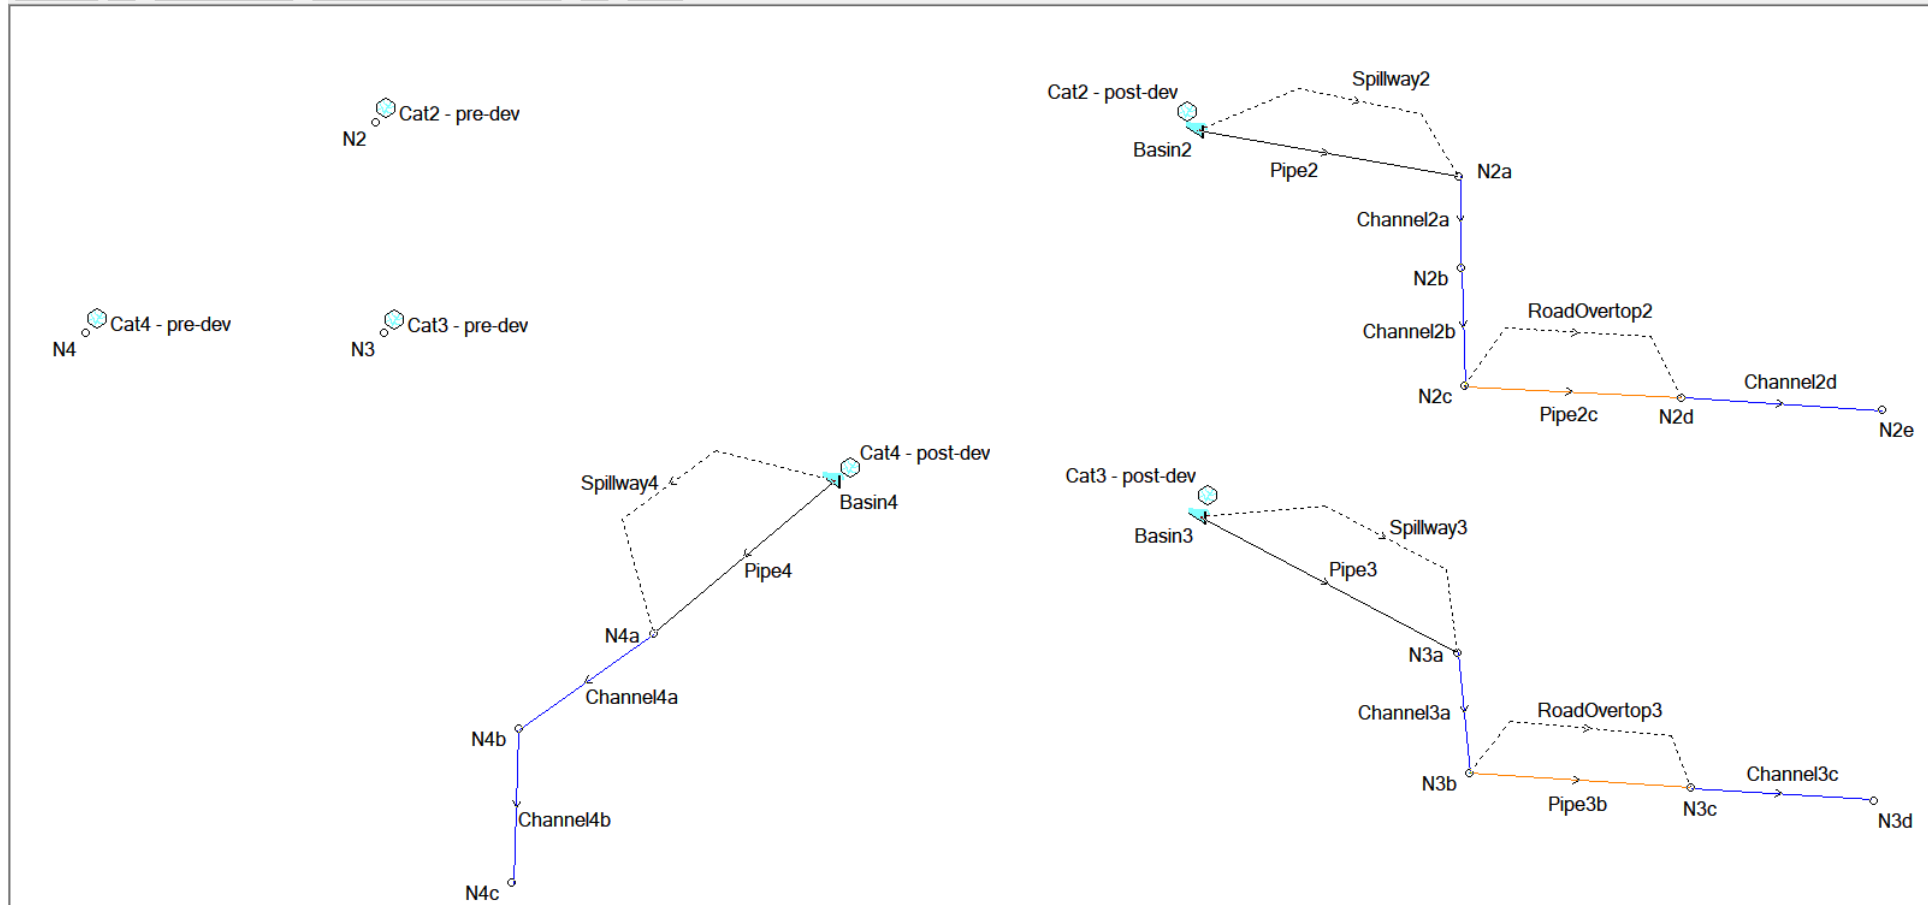 Spillway2
Cat2 - post-dev
Cat2 - pre-dev
N2
Basin2
Pipe2
N2a
Channel2a
N2b
RoadOvertop2
Cat4 - pre-dev
Cat3 - pre-dev
Channel2b
N4
N3
Channel2d
N2c
Pipe2c
N2d
N2e
Cat4 - post-dev
Cat3 - post-dev
Spillway4
Basin4
Spillway3
Basin3
Pipe4
Pipe3
N4a
N3a
Channel4a
RoadOvertop3
Channel3a
N4b
Channel3c
N3b
Pipe3b
N3c
Channel4b
N3d
N4c